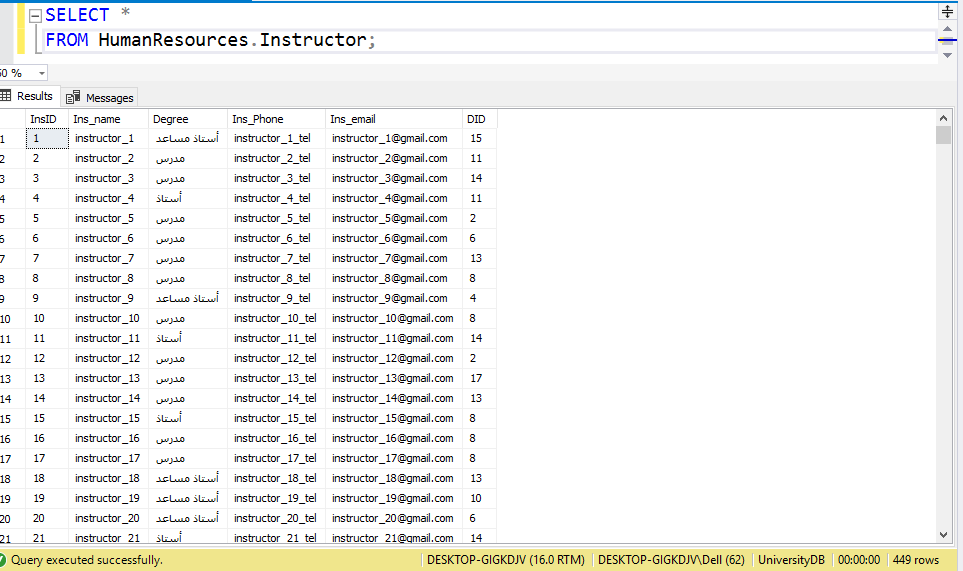 SELECT *
FROM HumanResources.Instructor;
50 %
Results Messages
InsID Ins_name Degree Ins_Phone Ins_email DID
1 1 instructor_1 أستاذ مساعد instructor_1_tel instructor_1@gmail.com 15
2 2 instructor_2 مدرس instructor_2_tel instructor_2@gmail.com 11
3 3 instructor_3 مدرس instructor_3_tel instructor_3@gmail.com 14
4 4 instructor_4 أستاذ instructor_4_tel instructor_4@gmail.com 11
5 5 instructor_5 مدرس instructor_5_tel instructor_5@gmail.com 2
6 6 instructor_6 مدرس instructor_6_tel instructor_6@gmail.com 6
7 7 instructor_7 مدرس instructor_7_tel instructor_7@gmail.com 13
8 8 instructor_8 مدرس instructor_8_tel instructor_8@gmail.com 8
9 9 instructor_9 أستاذ مساعد instructor_9_tel instructor_9@gmail.com 4
10 10 instructor_10 مدرس instructor_10_tel instructor_10@gmail.com 8
11 11 instructor_11 أستاذ instructor_11_tel instructor_11@gmail.com 14
12 12 instructor_12 مدرس instructor_12_tel instructor_12@gmail.com 2
13 13 instructor_13 مدرس instructor_13_tel instructor_13@gmail.com 17
14 14 instructor_14 مدرس instructor_14_tel instructor_14@gmail.com 13
15 15 instructor_15 أستاذ instructor_15_tel instructor_15@gmail.com 8
16 16 instructor_16 مدرس instructor_16_tel instructor_16@gmail.com 8
17 17 instructor_17 مدرس instructor_17_tel instructor_17@gmail.com 8
18 18 instructor_18 أستاذ مساعد instructor_18_tel instructor_18@gmail.com 13
19 19 instructor_19 أستاذ مساعد instructor_19_tel instructor_19@gmail.com 10
20 20 instructor_20 أستاذ مساعد instructor_20_tel instructor_20@gmail.com 6
21 21 instructor_21 أستاذ instructor_21_tel instructor_21@gmail.com 14
Query executed successfully. DESKTOP-GIGKDJV (16.0 RTM) DESKTOP-GIGKDJV\Dell (62) UniversityDB 00:00:00 449 rows